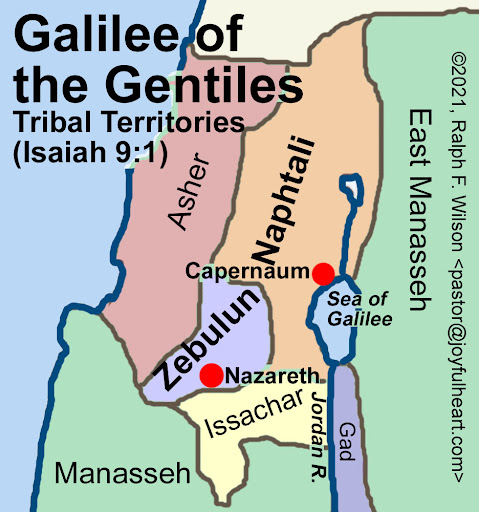 Galilee of
the Gentiles
Tribal Territories
(Isaiah 9:1)
©2021, Ralph F. Wilson <pastor@joyfulheart.com>
East Manasseh
Asher
Naphtali
Capernaum
Sea of
Galilee
Zebulun
Nazareth
Issachar
Jordan R.
Gad
Manasseh